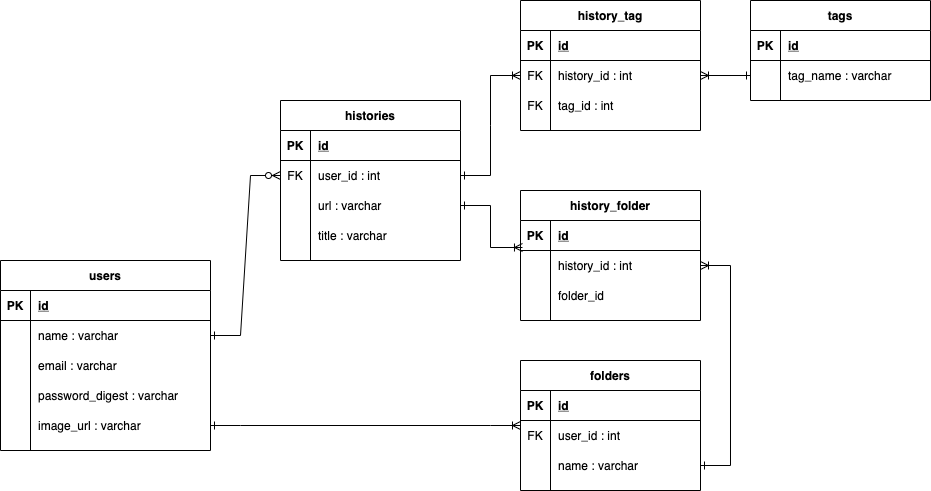 history_tag
PK id
FK history_id : int
FK tag_id : int
tags
PK id
tag_name : varchar
histories
PK id
FK user_id : int
url : varchar
title : varchar
history_folder
PK id
history_id : int
folder_id
users
PK id
name : varchar
email : varchar
password_digest : varchar
image_url : varchar
folders
PK id
FK user_id : int
name : varchar